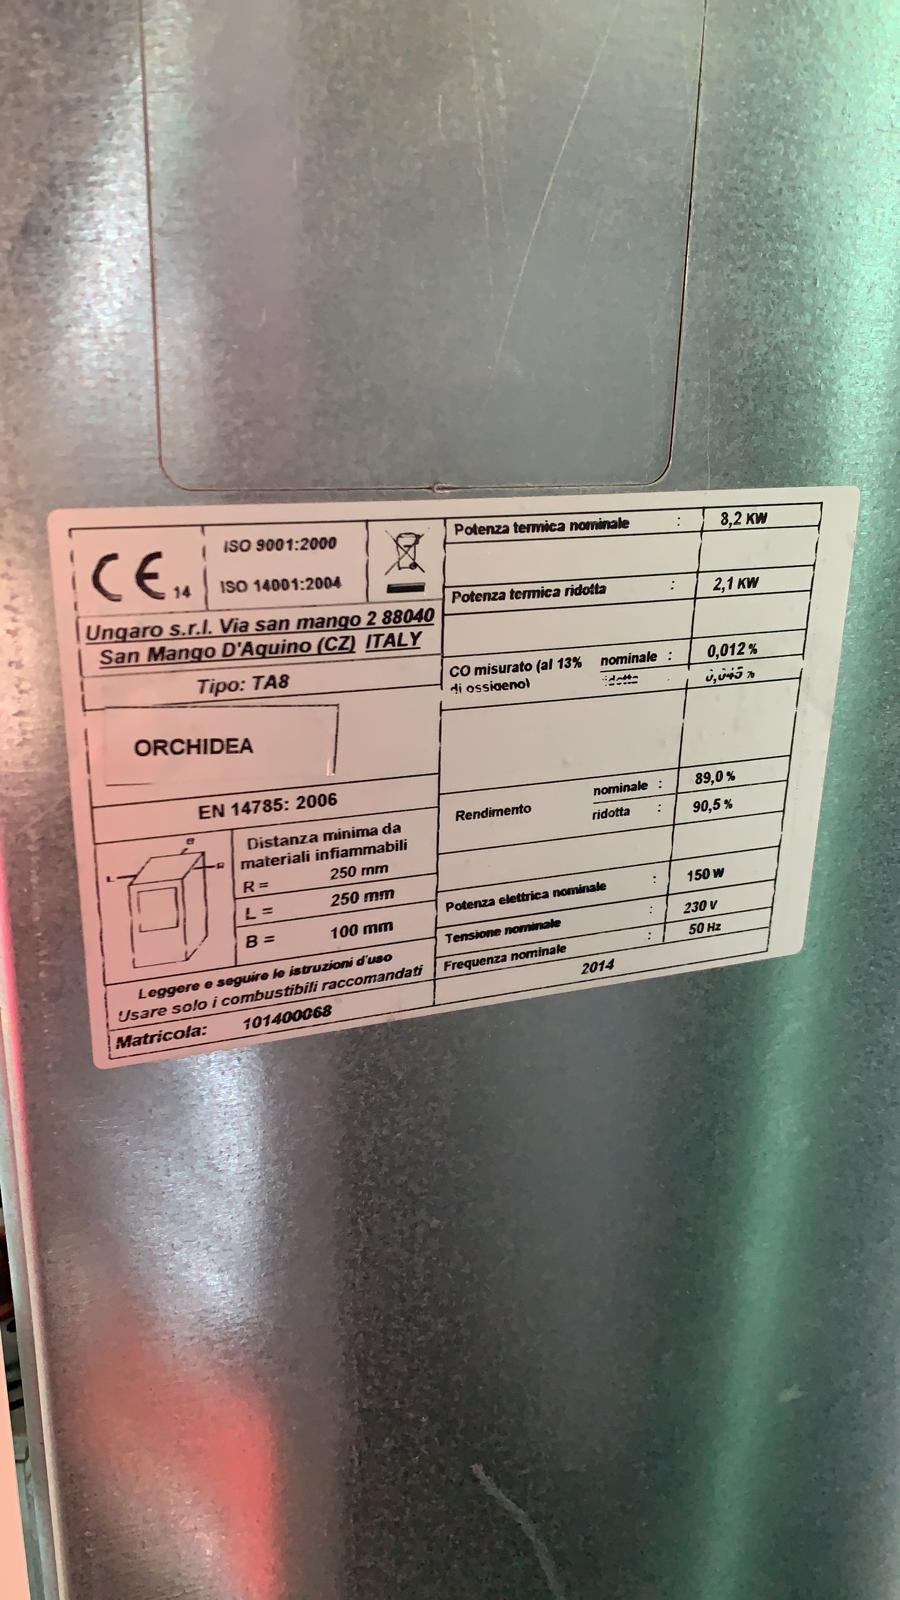 CE 14
ISO 9001:2000
ISO 14001:2004
Ungaro s.r.l. Via san mango 2 88040
San Mango D'Aquino (CZ) ITALY
Tipo: TA8
ORCHIDEA
EN 14785: 2006
B
L
R
Distanza minima da
materiali infiammabili
R = 250 mm
L = 250 mm
B = 100 mm
Leggere e seguire le istruzioni d'uso
Usare solo i combustibili raccomandati
Matricola: 101400068
Potenza termica nominale : 8,2 KW
Potenza termica ridotta : 2,1 KW
CO misurato (al 13% nominale : 0,012 %
di ossigeno) ridotta
Rendimento
nominale : 89,0 %
ridotta : 90,5 %
Potenza elettrica nominale : 150 W
Tensione nominale : 230 V
Frequenza nominale : 50 Hz
2014